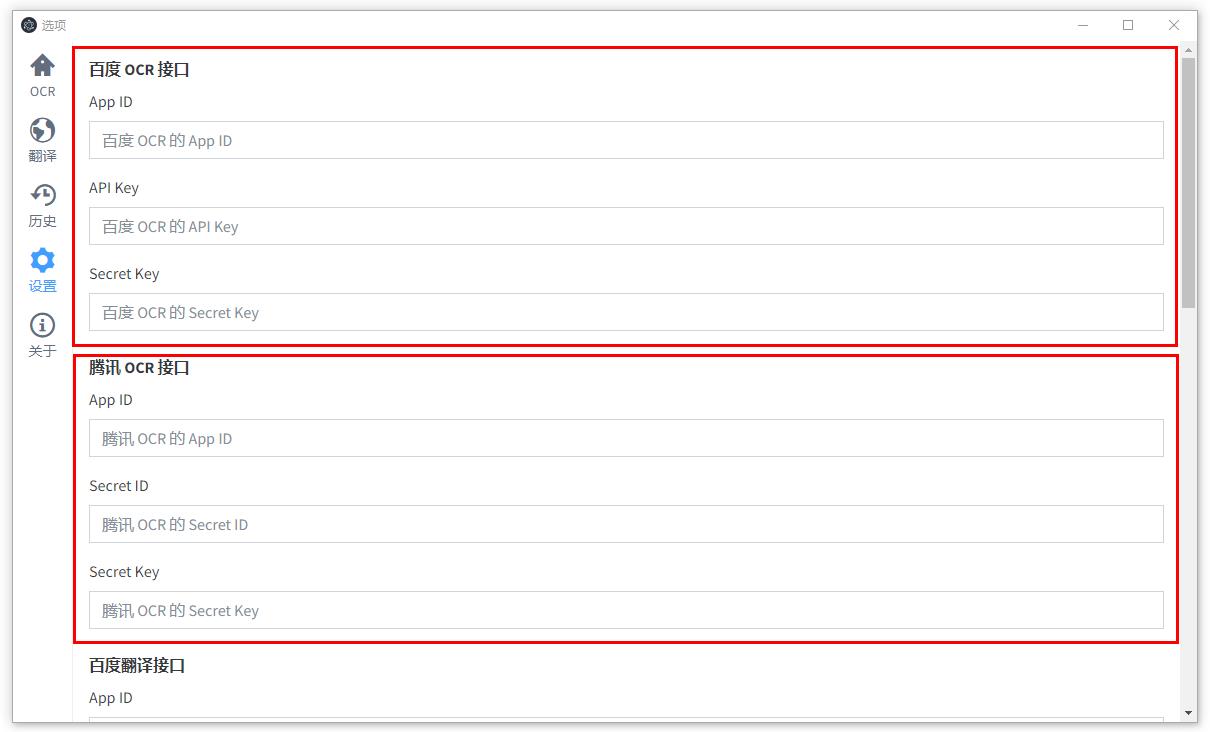 选项
OCR
翻译
历史
设置
关于
百度 OCR 接口
App ID
百度 OCR 的 App ID
API Key
百度 OCR 的 API Key
Secret Key
百度 OCR 的 Secret Key
腾讯 OCR 接口
App ID
腾讯 OCR 的 App ID
Secret ID
腾讯 OCR 的 Secret ID
Secret Key
腾讯 OCR 的 Secret Key
百度翻译接口
App ID